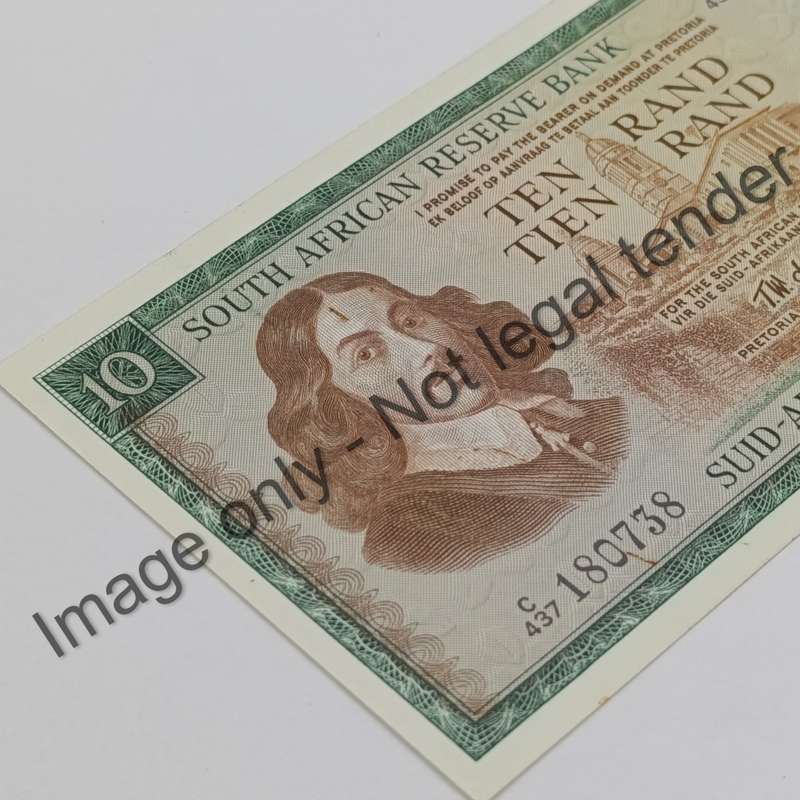 SOUTH AFRICAN RESERVE BANK
I PROMISE TO PAY THE BEARER ON DEMAND AT PRETORIA
EK BELOOF OP AANVRAAG TE BETAAL AAN TOONDER TE PRETORIA
TEN RAND
TIEN RAND
FOR THE SOUTH AFRICAN
VIR DIE SUID-AFRIKAAN
PRETORIA
10
C
437 180738
SUID-A
Image only - Not legal tender